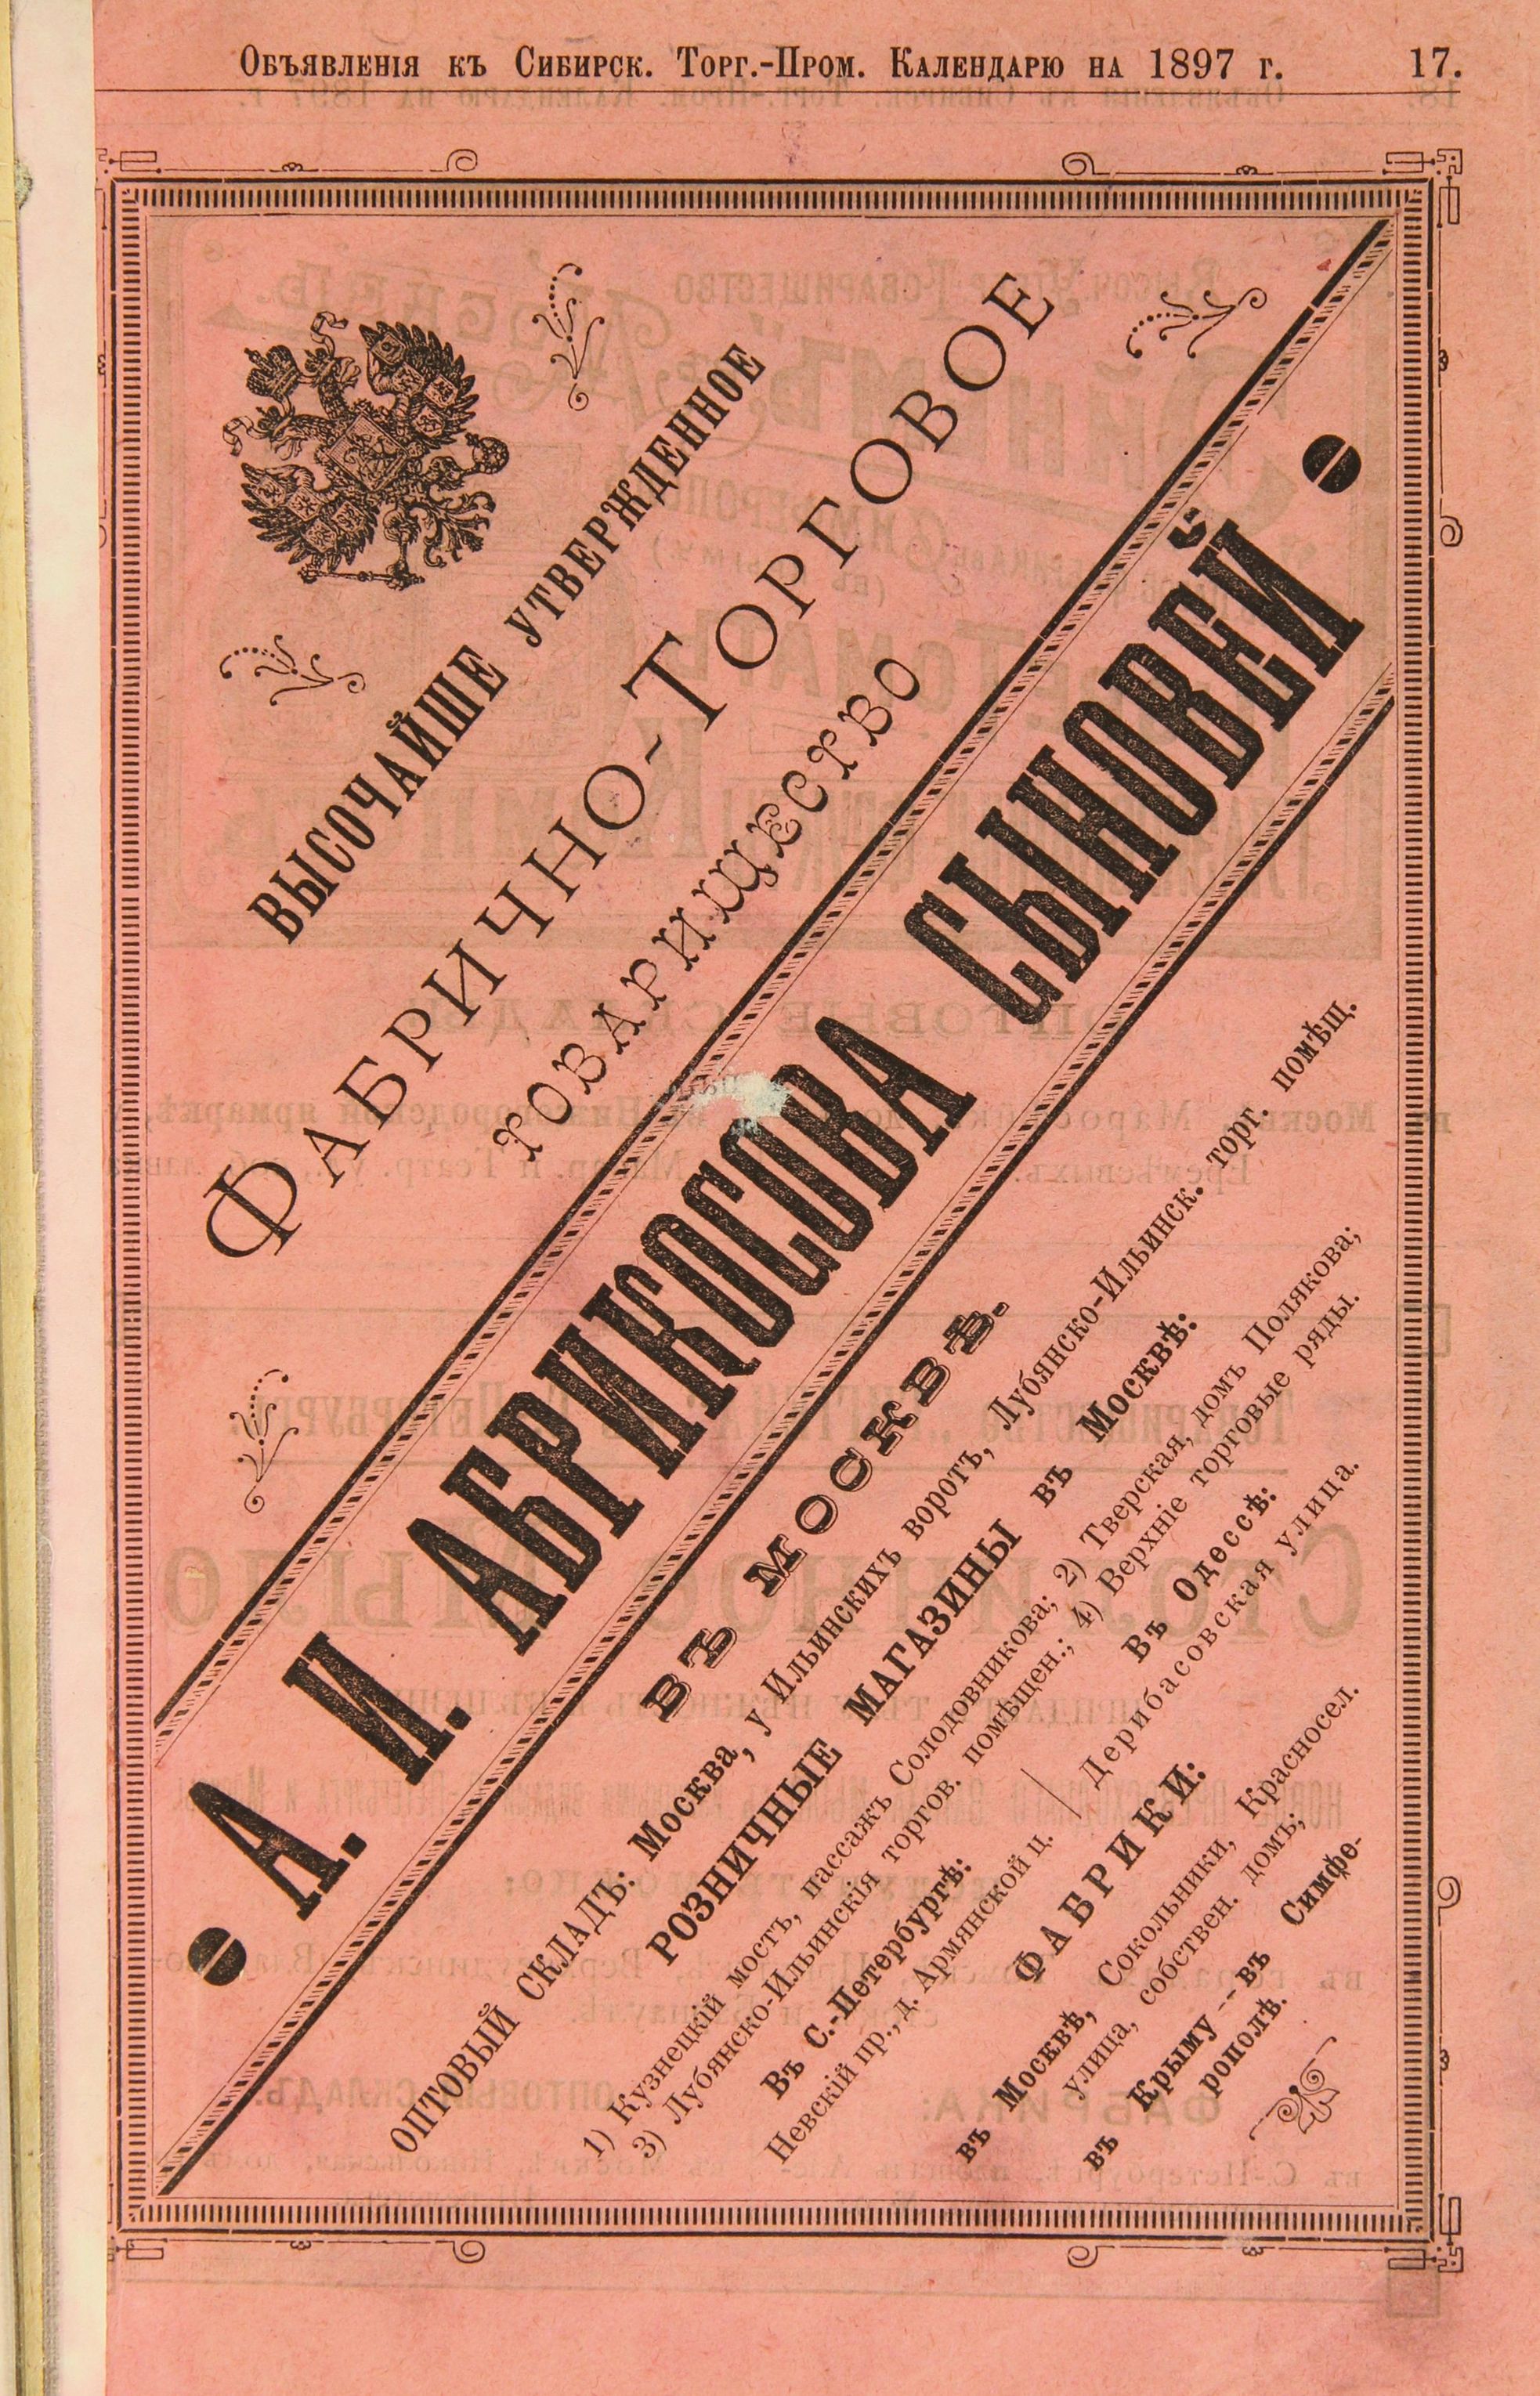 Объявленія къ Сибирск. Торг.-Пром. Календарю на 1897 г. 17.
ВЫСОЧАЙШЕ УТВЕРЖДЕННОЕ
ФАБРИЧНО-ТОРГОВОЕ
ТОВАРИЩЕСТВО
А. И. АБРИКОСОВА СЫНОВЕЙ
ВЪ МОСКВѢ.
ОПТОВЫЙ СКЛАДЪ: Москва, у Ильинскихъ воротъ, Лубянско-Ильинск. торг. помѣщ.
РОЗНИЧНЫЕ МАГАЗИНЫ въ Москвѣ:
1) Кузнецкій мостъ, пассажъ Солодовникова; 2) Тверская, домъ Полякова;
3) Лубянско-Ильинскія торгов. помѣщен.; 4) Верхніе торговые ряды.
Въ С.-Петербургѣ:
Невскій пр., д. Армянской ц.
Въ Одессѣ:
Дерибасовская улица.
ФАБРИКИ:
въ Москвѣ, Сокольники, Красносел.
улица, собствен. домъ;
въ Крыму--въ Симфе-
рополѣ.